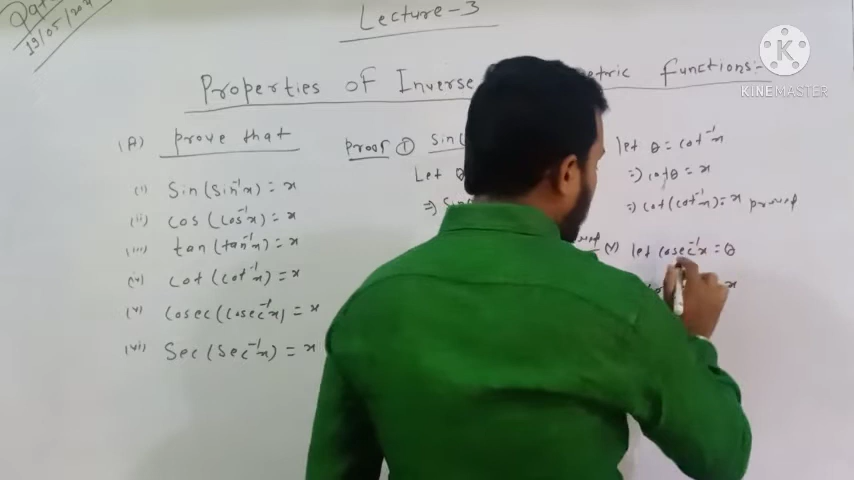 Lecture-3
19/05/202
Properties of Inverse
functions:-
KINEMASTER
(A) prove that
(i) Sin(Sin⁻¹x) = x
(ii) cos(cos⁻¹x) = x
(iii) tan(tan⁻¹x) = x
(iv) cot(cot⁻¹x) = x
(v) Cosec(Cosec⁻¹x) = x
(vi) Sec(Sec⁻¹x) = x
Proof ①
Let
let θ = cot⁻¹x
=) cotθ = x
=) cot(cot⁻¹x) = x proved
(v) let Cosec⁻¹x = θ
x